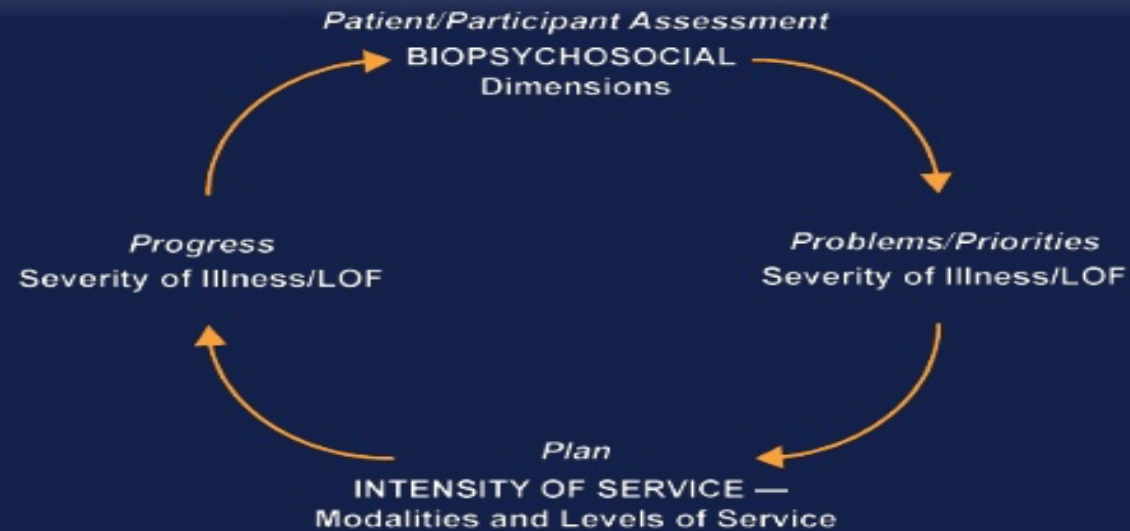 Patient/Participant Assessment
BIOPSYCHOSOCIAL
Dimensions
Problems/Priorities
Severity of Illness/LOF
Plan
INTENSITY OF SERVICE —
Modalities and Levels of Service
Progress
Severity of Illness/LOF